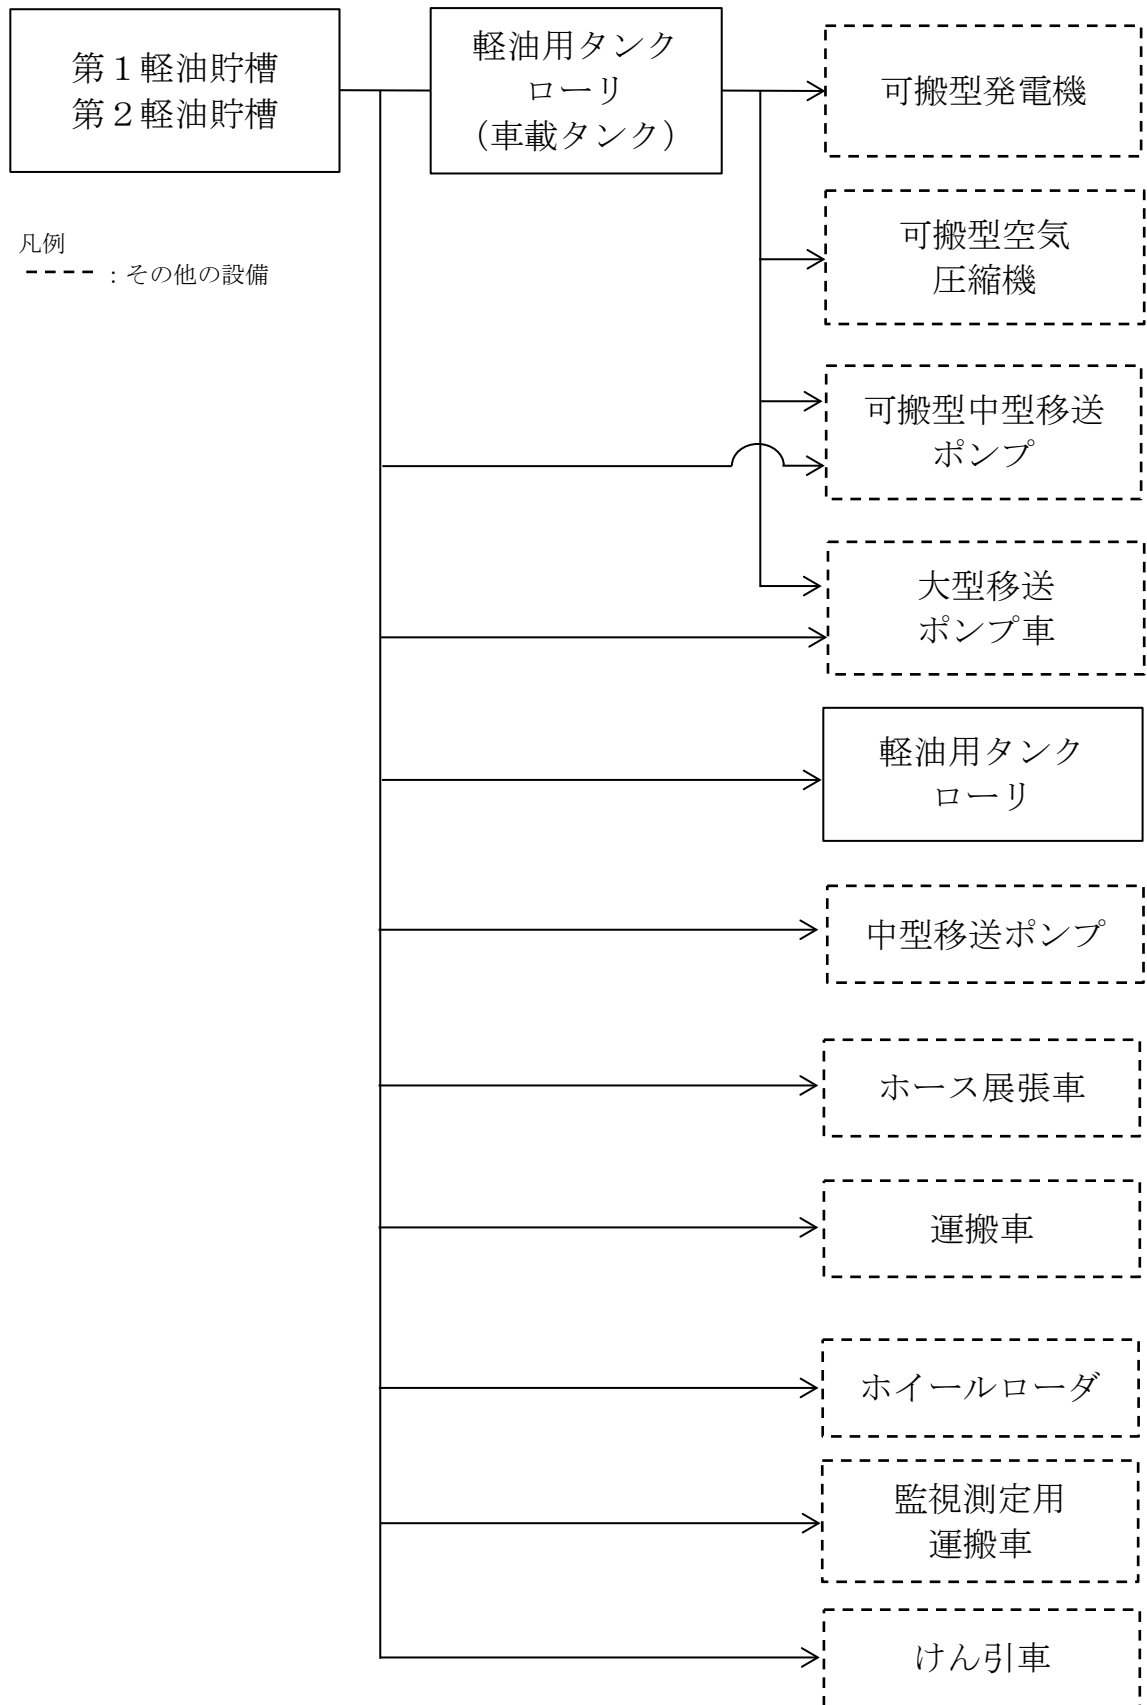 第１軽油貯槽
第２軽油貯槽
軽油用タンク
ローリ
（車載タンク）
可搬型発電機
凡例
：その他の設備
可搬型空気
圧縮機
可搬型中型移送
ポンプ
大型移送
ポンプ車
軽油用タンク
ローリ
中型移送ポンプ
ホース展張車
運搬車
ホイールローダ
監視測定用
運搬車
けん引車